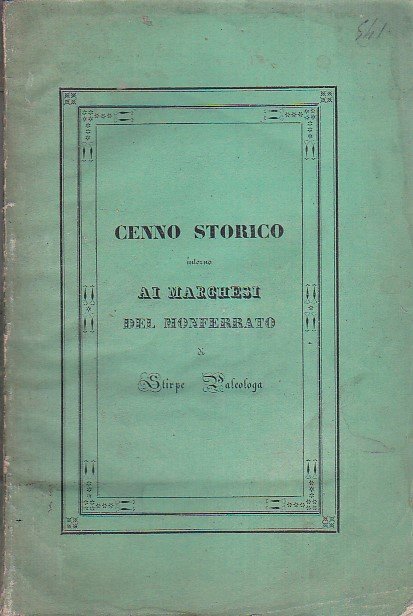 541.
CENNO STORICO
intorno
AI MARCHESI
DEL MONFERRATO
di
Stirpe Paleologa